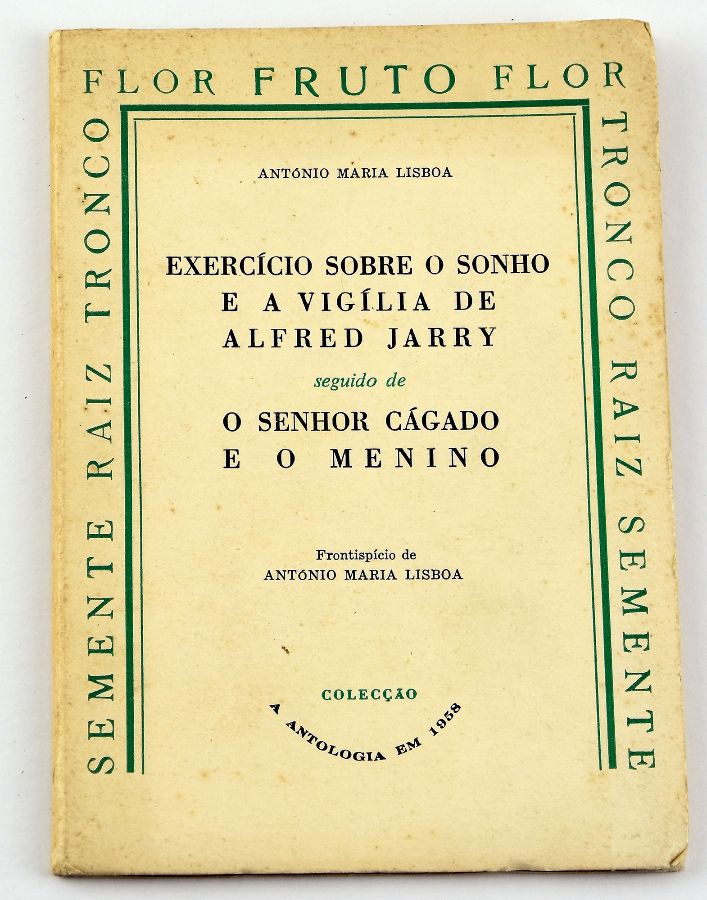 FLOR FRUTO FLOR
SEMENTE RAIZ TRONCO
TRONCO RAIZ SEMENTE
ANTÓNIO MARIA LISBOA
EXERCÍCIO SOBRE O SONHO
E A VIGÍLIA DE
ALFRED JARRY
seguido de
O SENHOR CÁGADO
E O MENINO
Frontispício de
ANTÓNIO MARIA LISBOA
COLECÇÃO
A ANTOLOGIA EM 1958